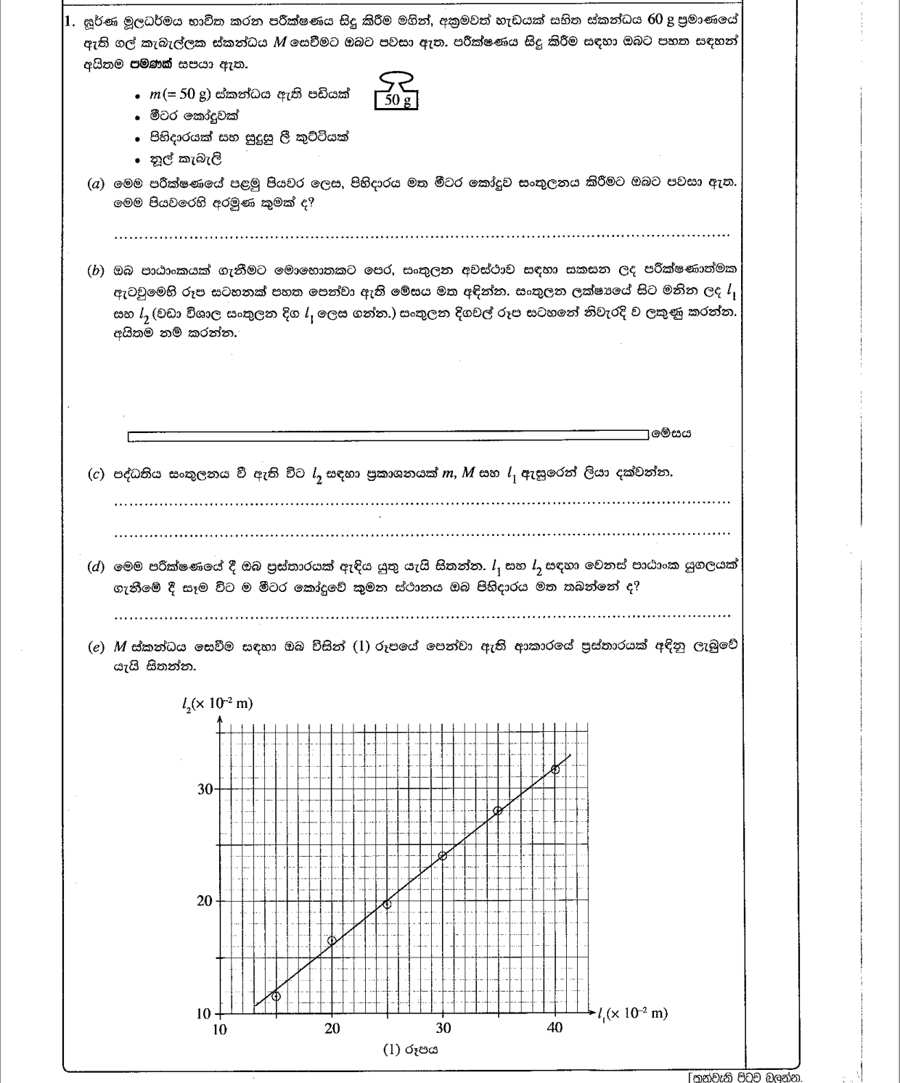 1. ඝූර්ණ මූලධර්මය භාවිත කරන පරීක්ෂණය සිදු කිරීම මගින්, අක්‍රමවත් හැඩයක් සහිත ස්කන්ධය 60 g ප්‍රමාණයේ
ඇති ගල් කැබැල්ලක ස්කන්ධය M සෙවීමට ඔබට පවසා ඇත. පරීක්ෂණය සිදු කිරීම සඳහා ඔබට පහත සඳහන්
අයිතම පමණක් සපයා ඇත.
• m (= 50 g) ස්කන්ධය ඇති පඩියක්
50 g
• මීටර කෝදුවක්
• පිහිදාරයක් සහ සුදුසු ලී කුට්ටියක්
• නූල් කැබැලි
(a) මෙම පරීක්ෂණයේ පළමු පියවර ලෙස, පිහිදාරය මත මීටර කෝදුව සංතුලනය කිරීමට ඔබට පවසා ඇත.
මෙම පියවරෙහි අරමුණ කුමක් ද?
(b) ඔබ පාඨාංකයක් ගැනීමට මොහොතකට පෙර, සංතුලන අවස්ථාව සඳහා සකසන ලද පරීක්ෂණාත්මක
ඇටවුමෙහි රූප සටහනක් පහත පෙන්වා ඇති මේසය මත අඳින්න. සංතුලන ලක්ෂ්‍යයේ සිට මනින ලද l₁
සහ l₂ (වඩා විශාල සංතුලන දිග l₁ ලෙස ගන්න.) සංතුලන දිගවල් රූප සටහනේ නිවැරදි ව ලකුණු කරන්න.
අයිතම නම් කරන්න.
මේසය
(c) පද්ධතිය සංතුලනය වී ඇති විට l₂ සඳහා ප්‍රකාශනයක් m, M සහ l₁ ඇසුරෙන් ලියා දක්වන්න.
(d) මෙම පරීක්ෂණයේ දී ඔබ ප්‍රස්තාරයක් ඇඳිය යුතු යැයි සිතන්න. l₁ සහ l₂ සඳහා වෙනස් පාඨාංක යුගලයක්
ගැනීමේ දී සෑම විට ම මීටර කෝදුවේ කුමන ස්ථානය ඔබ පිහිදාරය මත තබන්නේ ද?
(e) M ස්කන්ධය සෙවීම සඳහා ඔබ විසින් (1) රූපයේ පෙන්වා ඇති ආකාරයේ ප්‍රස්තාරයක් අඳිනු ලැබුවේ
යැයි සිතන්න.
l₂(× 10⁻² m)
30
20
10
10 20 30 40
l₁(× 10⁻² m)
(1) රූපය
[තුන්වැනි පිටුව බලන්න.